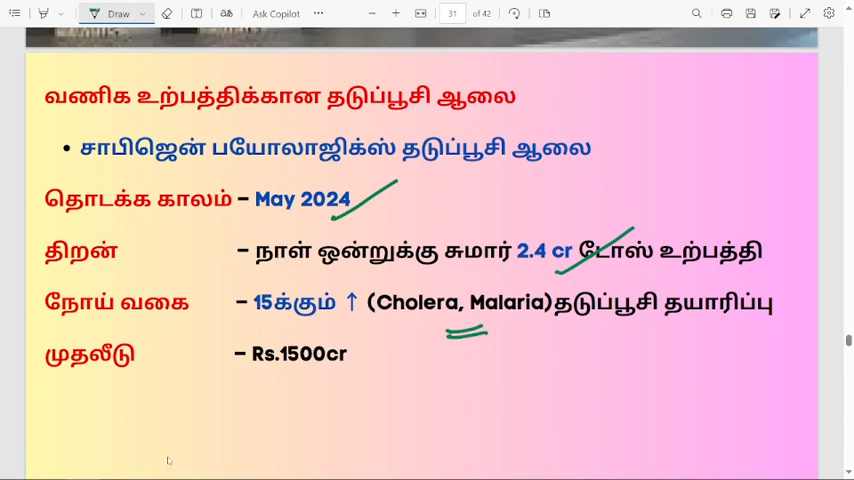 Draw
Ask Copilot
31 of 42
வணிக உற்பத்திக்கான தடுப்பூசி ஆலை
• சாபிஜென் பயோலாஜிக்ஸ் தடுப்பூசி ஆலை
தொடக்க காலம் – May 2024
திறன் – நாள் ஒன்றுக்கு சுமார் 2.4 cr டோஸ் உற்பத்தி
நோய் வகை – 15க்கும் ↑ (Cholera, Malaria)தடுப்பூசி தயாரிப்பு
முதலீடு – Rs.1500cr